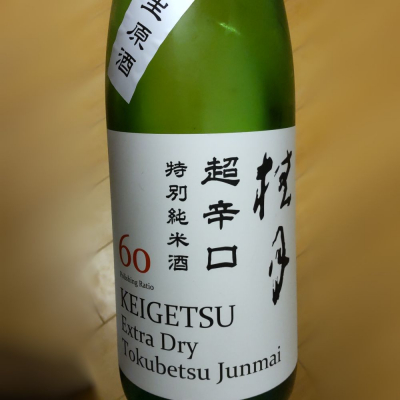 生原酒
桂月
超辛口
特別純米酒
60
Polishing Ratio
KEIGETSU
Extra Dry
Tokubetsu Junmai